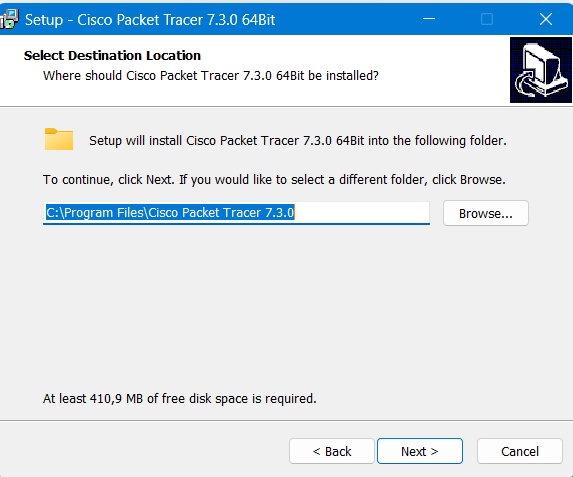 Setup - Cisco Packet Tracer 7.3.0 64Bit
Select Destination Location
Where should Cisco Packet Tracer 7.3.0 64Bit be installed?
Setup will install Cisco Packet Tracer 7.3.0 64Bit into the following folder.
To continue, click Next. If you would like to select a different folder, click Browse.
C:\Program Files\Cisco Packet Tracer 7.3.0
Browse...
At least 410,9 MB of free disk space is required.
< Back
Next >
Cancel